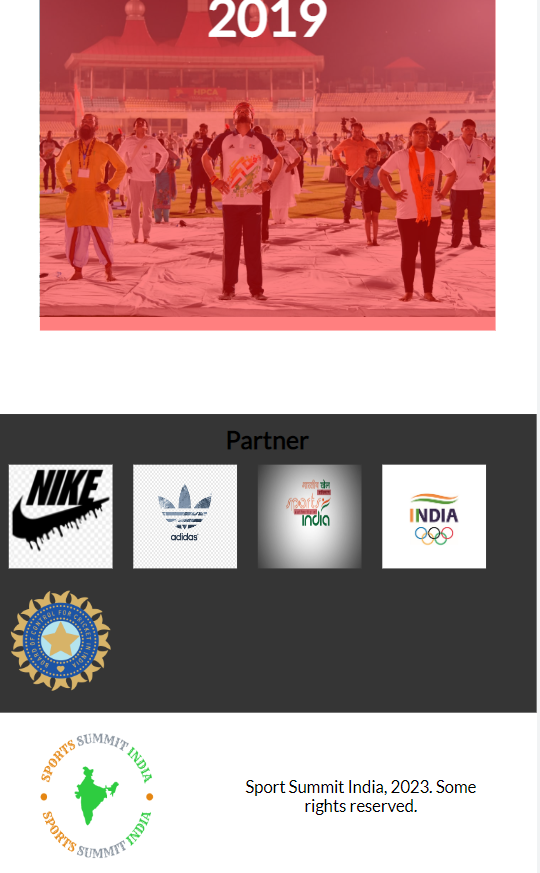 2019
HPCA
Partner
NIKE
adidas
भारतीय खेल
sports
india
INDIA
BOARD OF CONTROL FOR CRICKET IN INDIA
SPORTS SUMMIT INDIA
SPORTS SUMMIT INDIA
Sport Summit India, 2023. Some
rights reserved.